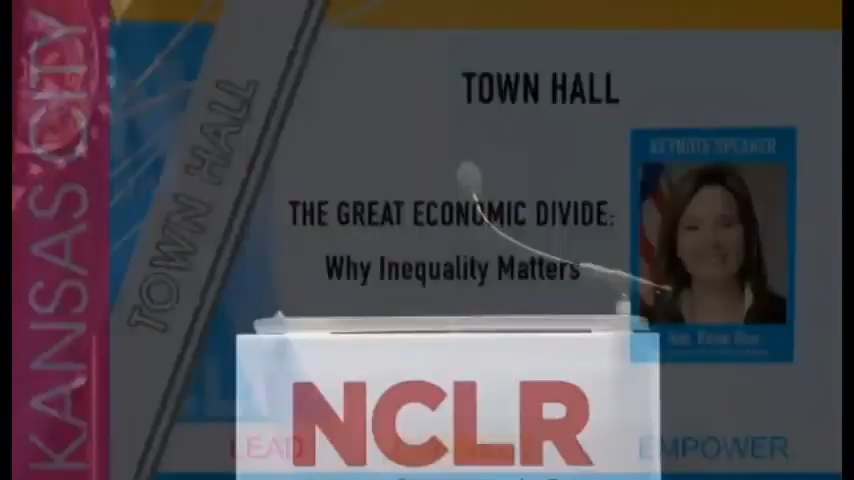 KANSAS CITY
TOWN HALL
TOWN HALL
KEYNOTE SPEAKER
THE GREAT ECONOMIC DIVIDE:
Why Inequality Matters
NCLR
LEAD
EMPOWER